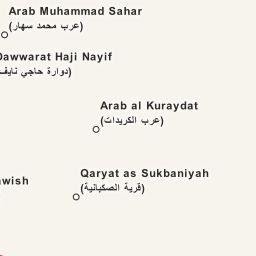 Arab Muhammad Sahar
(عرب محمد سهار)
Dawwarat Haji Nayif
(دوارة حاجي نايف
Arab al Kuraydat
(عرب الكريدات)
Qaryat as Sukbaniyah
(قرية الصكبانية)
wish